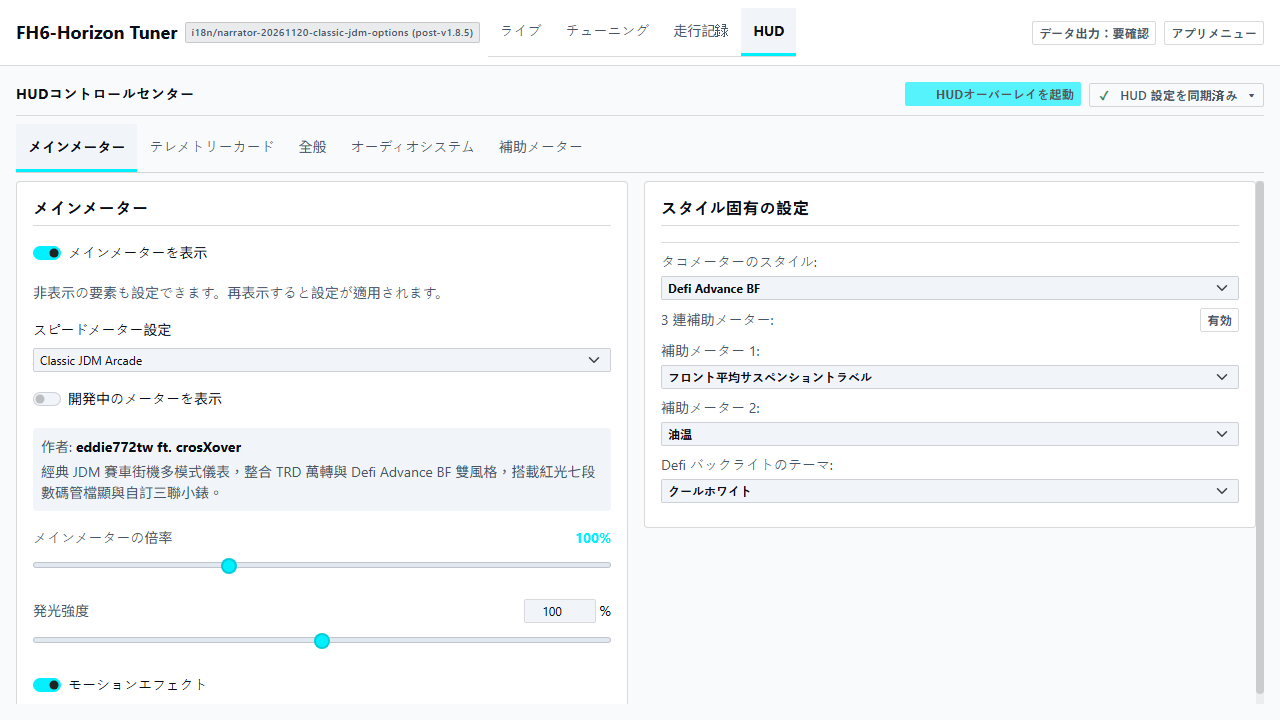 FH6-Horizon Tuner
i18n/narrator-20261120-classic-jdm-options (post-v1.8.5)
ライブ
チューニング
走行記録
HUD
データ出力：要確認
アプリメニュー
HUDコントロールセンター
HUDオーバーレイを起動
✓ HUD 設定を同期済み
メインメーター
テレメトリーカード
全般
オーディオシステム
補助メーター
メインメーター
メインメーターを表示
非表示の要素も設定できます。再表示すると設定が適用されます。
スピードメーター設定
Classic JDM Arcade
開発中のメーターを表示
作者: eddie772tw ft. crosXover
經典 JDM 賽車街機多模式儀表，整合 TRD 萬轉與 Defi Advance BF 雙風格，搭載紅光七段
數碼管檔顯與自訂三聯小錶。
メインメーターの倍率
100%
発光強度
100 %
モーションエフェクト
スタイル固有の設定
タコメーターのスタイル:
Defi Advance BF
3 連補助メーター:
有効
補助メーター 1:
フロント平均サスペンショントラベル
補助メーター 2:
油温
Defi バックライトのテーマ:
クールホワイト